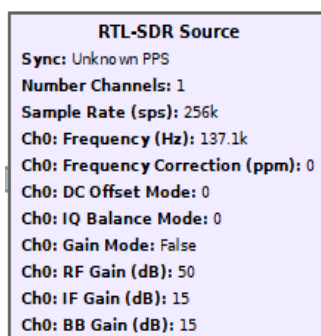 RTL-SDR Source
Sync: Unknown PPS
Number Channels: 1
Sample Rate (sps): 256k
Ch0: Frequency (Hz): 137.1k
Ch0: Frequency Correction (ppm): 0
Ch0: DC Offset Mode: 0
Ch0: IQ Balance Mode: 0
Ch0: Gain Mode: False
Ch0: RF Gain (dB): 50
Ch0: IF Gain (dB): 15
Ch0: BB Gain (dB): 15